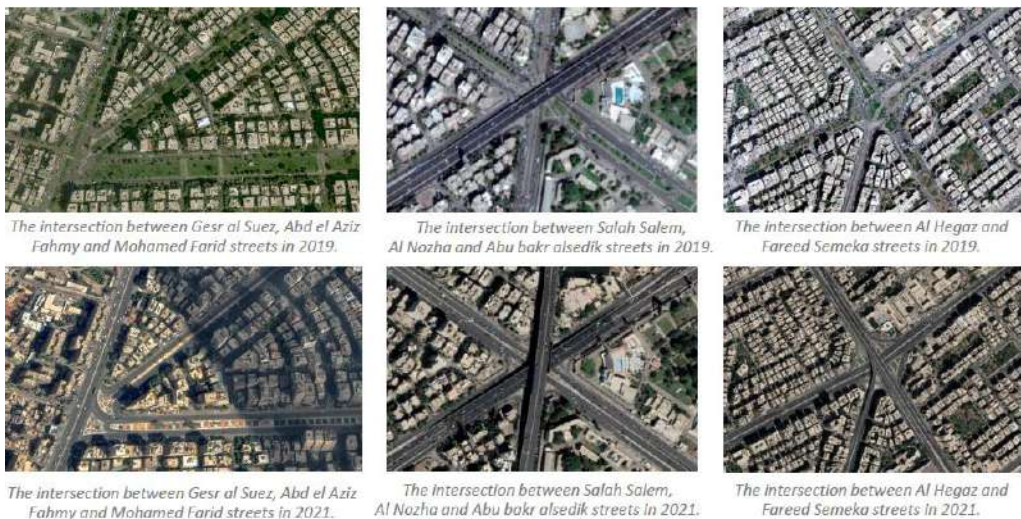 The intersection between Gesr al Suez, Abd el Aziz
Fahmy and Mohamed Farid streets in 2019.
The intersection between Salah Salem,
Al Nozha and Abu bakr alsedik streets in 2019.
The intersection between Al Hegaz and
Fareed Semeka streets in 2019.
The intersection between Gesr al Suez, Abd el Aziz
Fahmy and Mohamed Farid streets in 2021.
The intersection between Salah Salem,
Al Nozha and Abu bakr alsedik streets in 2021.
The intersection between Al Hegaz and
Fareed Semeka streets in 2021.